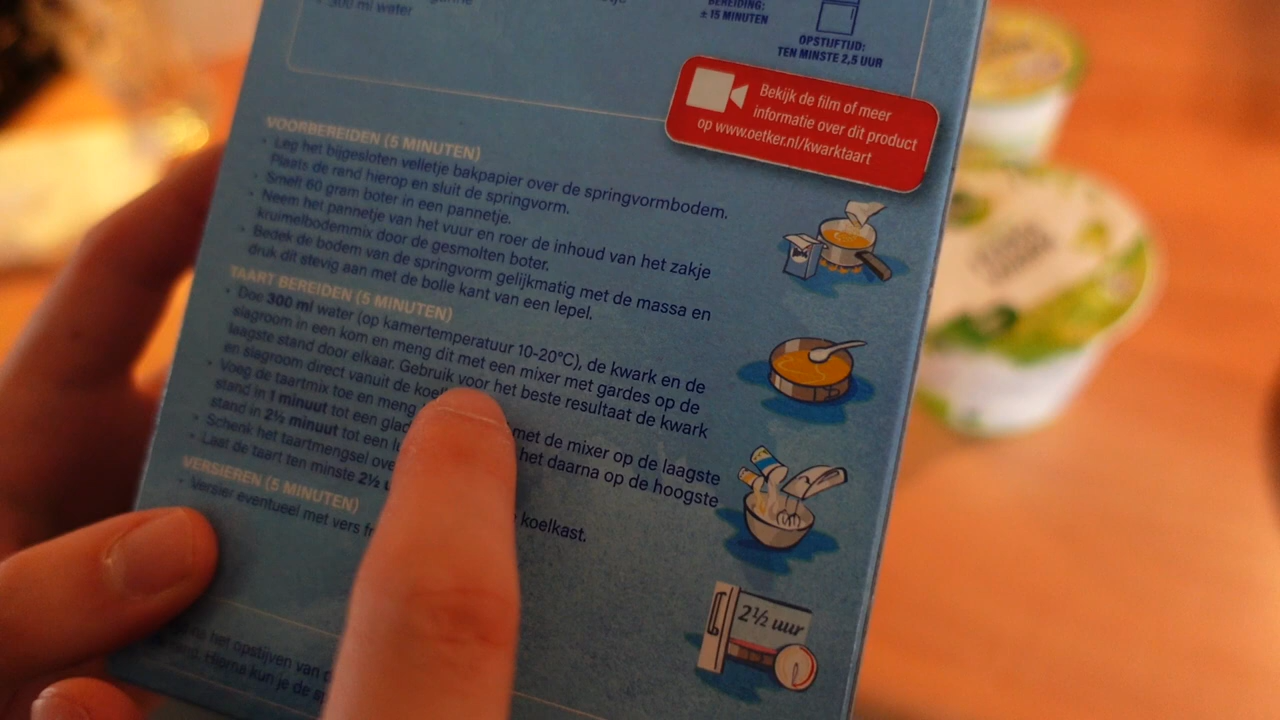 300 ml water
BEREIDING:
± 15 MINUTEN
OPSTIJFTIJD:
TEN MINSTE 2,5 UUR
Bekijk de film of meer
informatie over dit product
op www.oetker.nl/kwarktaart
VOORBEREIDEN (5 MINUTEN)
• Leg het bijgesloten velletje bakpapier over de springvormbodem.
Plaats de rand hierop en sluit de springvorm.
• Smelt 60 gram boter in een pannetje.
• Neem het pannetje van het vuur en roer de inhoud van het zakje
kruimelbodemmix door de gesmolten boter.
• Bedek de bodem van de springvorm gelijkmatig met de massa en
druk dit stevig aan met de bolle kant van een lepel.
TAART BEREIDEN (5 MINUTEN)
• Doe 300 ml water (op kamertemperatuur 10-20°C), de kwark en de
slagroom in een kom en meng dit met een mixer met gardes op de
laagste stand door elkaar. Gebruik voor het beste resultaat de kwark
en slagroom direct vanuit de
• Voeg de taartmix toe en meng met de mixer op de laagste
stand in 1 minuut tot een het daarna op de hoogste
stand in 2½ minuut tot een
• Schenk het taartmengsel
• Laat de taart ten minste 2½ koelkast.
VERSIEREN (5 MINUTEN)
• Versier eventueel met vers
2½ uur
het opstijven van
Hierna kun je de